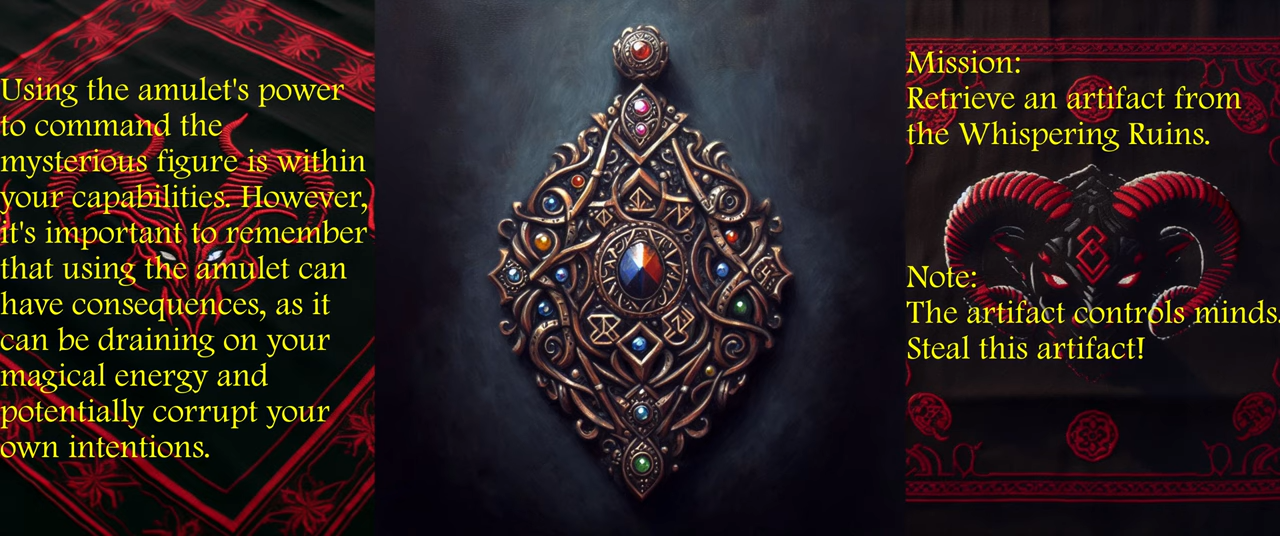 Using the amulet's power
to command the
mysterious figure is within
your capabilities. However,
it's important to remember
that using the amulet can
have consequences, as it
can be draining on your
magical energy and
potentially corrupt your
own intentions.
Mission:
Retrieve an artifact from
the Whispering Ruins.
Note:
The artifact controls minds.
Steal this artifact!